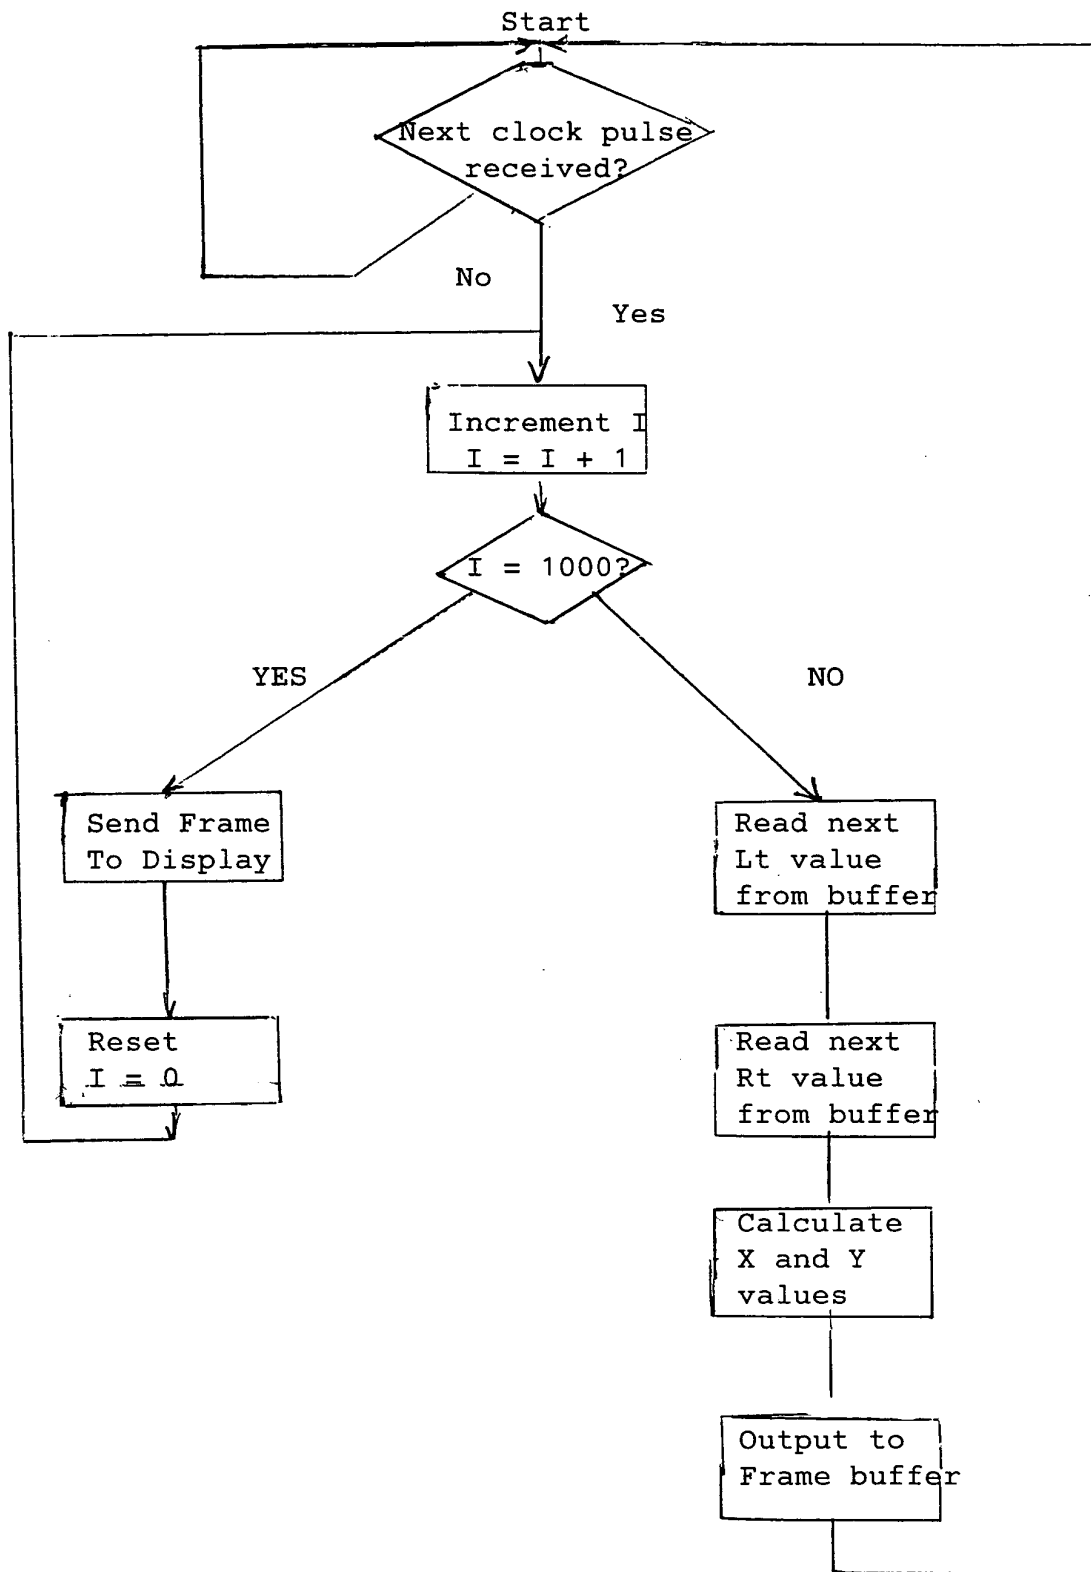 Start
Next clock pulse
received?
No
Yes
Increment I
I = I + 1
I = 1000?
YES
NO
Send Frame
To Display
Read next
Lt value
from buffer
Reset
I = 0
Read next
Rt value
from buffer
Calculate
X and Y
values
Output to
Frame buffer